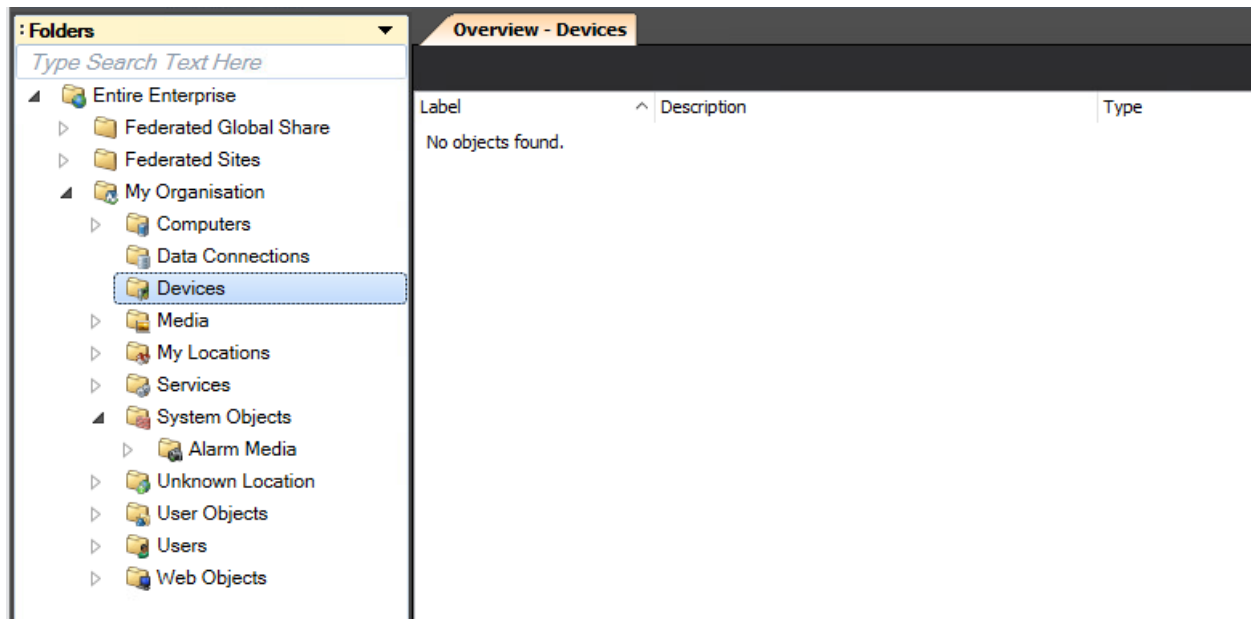 Folders
Type Search Text Here
Entire Enterprise
Federated Global Share
Federated Sites
My Organisation
Computers
Data Connections
Devices
Media
My Locations
Services
System Objects
Alarm Media
Unknown Location
User Objects
Users
Web Objects
Overview - Devices
Label Description Type
No objects found.